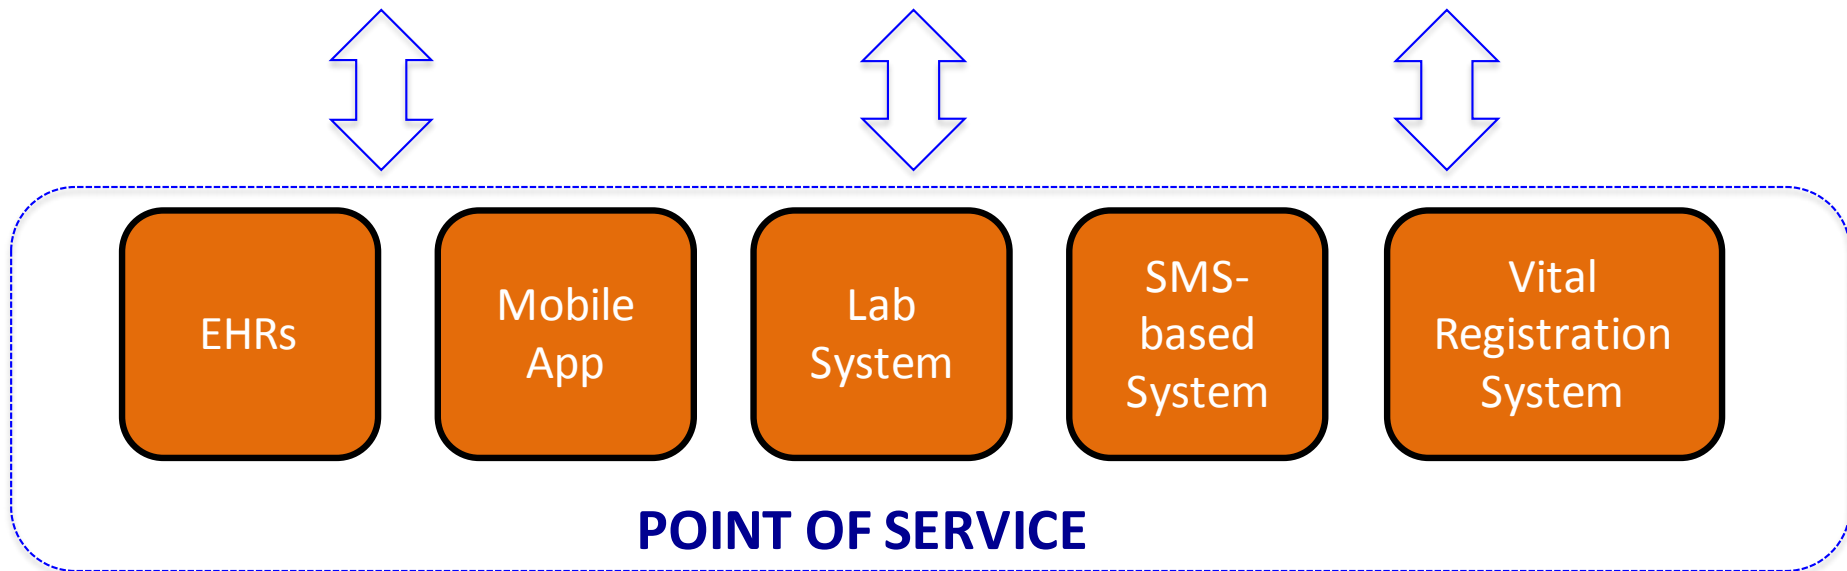 EHRs
Mobile
App
Lab
System
SMS-
based
System
Vital
Registration
System
POINT OF SERVICE